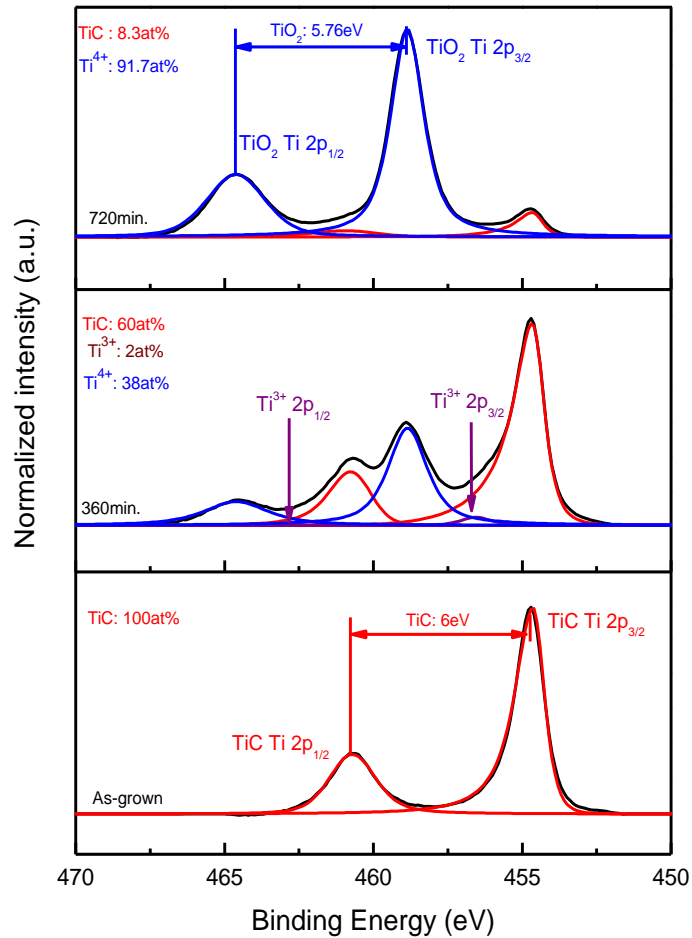 TiC: 8.3at%
Ti⁴⁺: 91.7at%
TiO₂: 5.76eV
TiO₂ Ti 2p₃/₂
TiO₂ Ti 2p₁/₂
720min.
TiC: 60at%
Ti³⁺: 2at%
Ti⁴⁺: 38at%
Ti³⁺ 2p₁/₂
Ti³⁺ 2p₃/₂
360min.
TiC: 100at%
TiC: 6eV
TiC Ti 2p₃/₂
TiC Ti 2p₁/₂
As-grown
Normalized intensity (a.u.)
470 465 460 455 450
Binding Energy (eV)